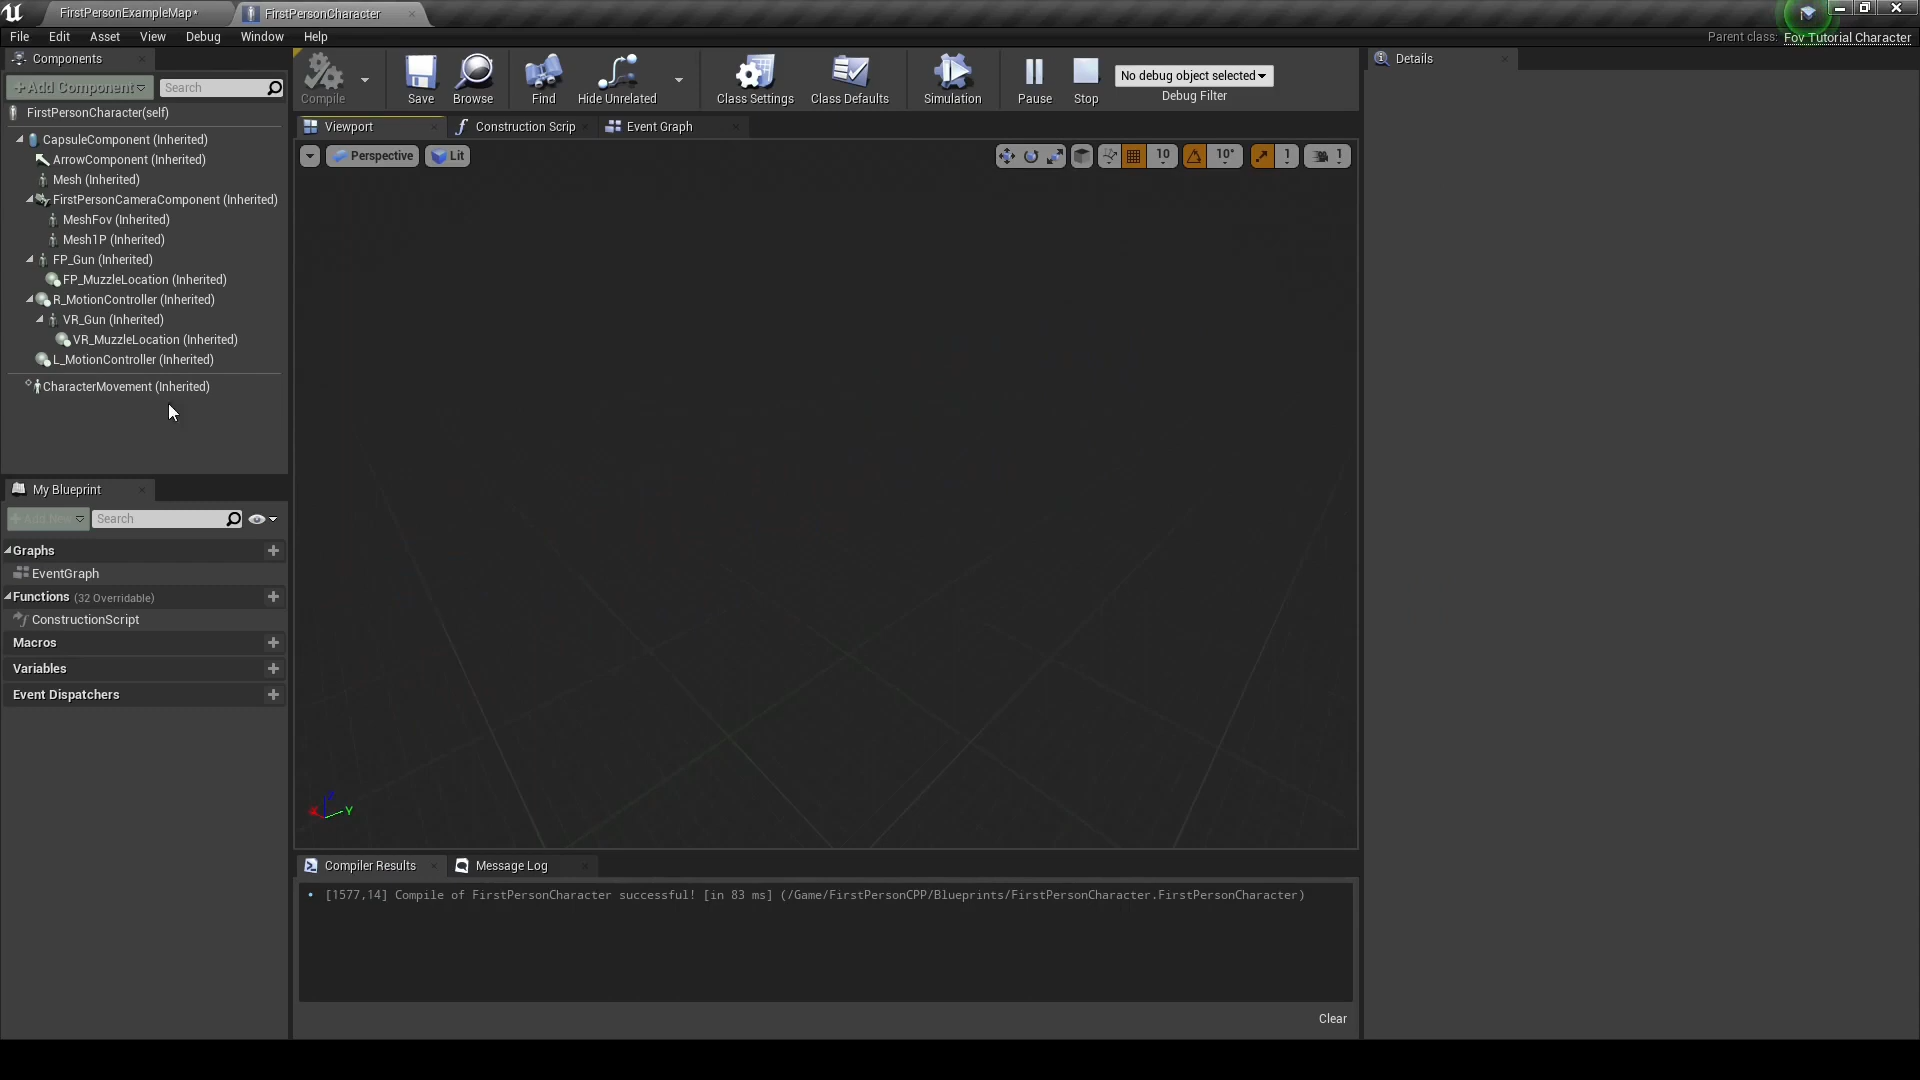 FirstPersonExampleMap*
FirstPersonCharacter
File Edit Asset View Debug Window Help
Parent class: Fov Tutorial Character
Components
+Add Component
Search
FirstPersonCharacter(self)
CapsuleComponent (Inherited)
ArrowComponent (Inherited)
Mesh (Inherited)
FirstPersonCameraComponent (Inherited)
MeshFov (Inherited)
Mesh1P (Inherited)
FP_Gun (Inherited)
FP_MuzzleLocation (Inherited)
R_MotionController (Inherited)
VR_Gun (Inherited)
VR_MuzzleLocation (Inherited)
L_MotionController (Inherited)
CharacterMovement (Inherited)
My Blueprint
+Add New
Search
Graphs
EventGraph
Functions (32 Overridable)
ConstructionScript
Macros
Variables
Event Dispatchers
Compile
Save
Browse
Find
Hide Unrelated
Class Settings
Class Defaults
Simulation
Pause
Stop
No debug object selected
Debug Filter
Viewport
Construction Scrip
Event Graph
Perspective
Lit
10
10°
1
1
Z
X
Y
Compiler Results
Message Log
• [1577,14] Compile of FirstPersonCharacter successful! [in 83 ms] (/Game/FirstPersonCPP/Blueprints/FirstPersonCharacter.FirstPersonCharacter)
Clear
Details